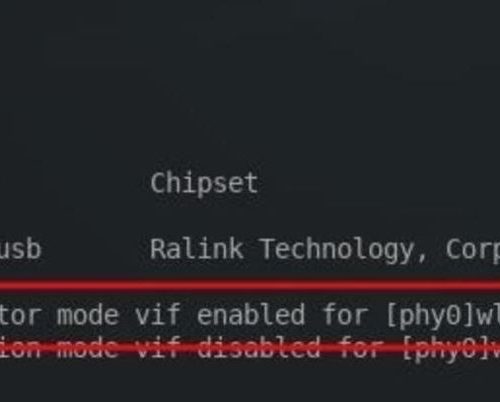 Chipset
usb Ralink Technology, Corp
tor mode vif enabled for [phy0]wl
ion mode vif disabled for [phy0]w